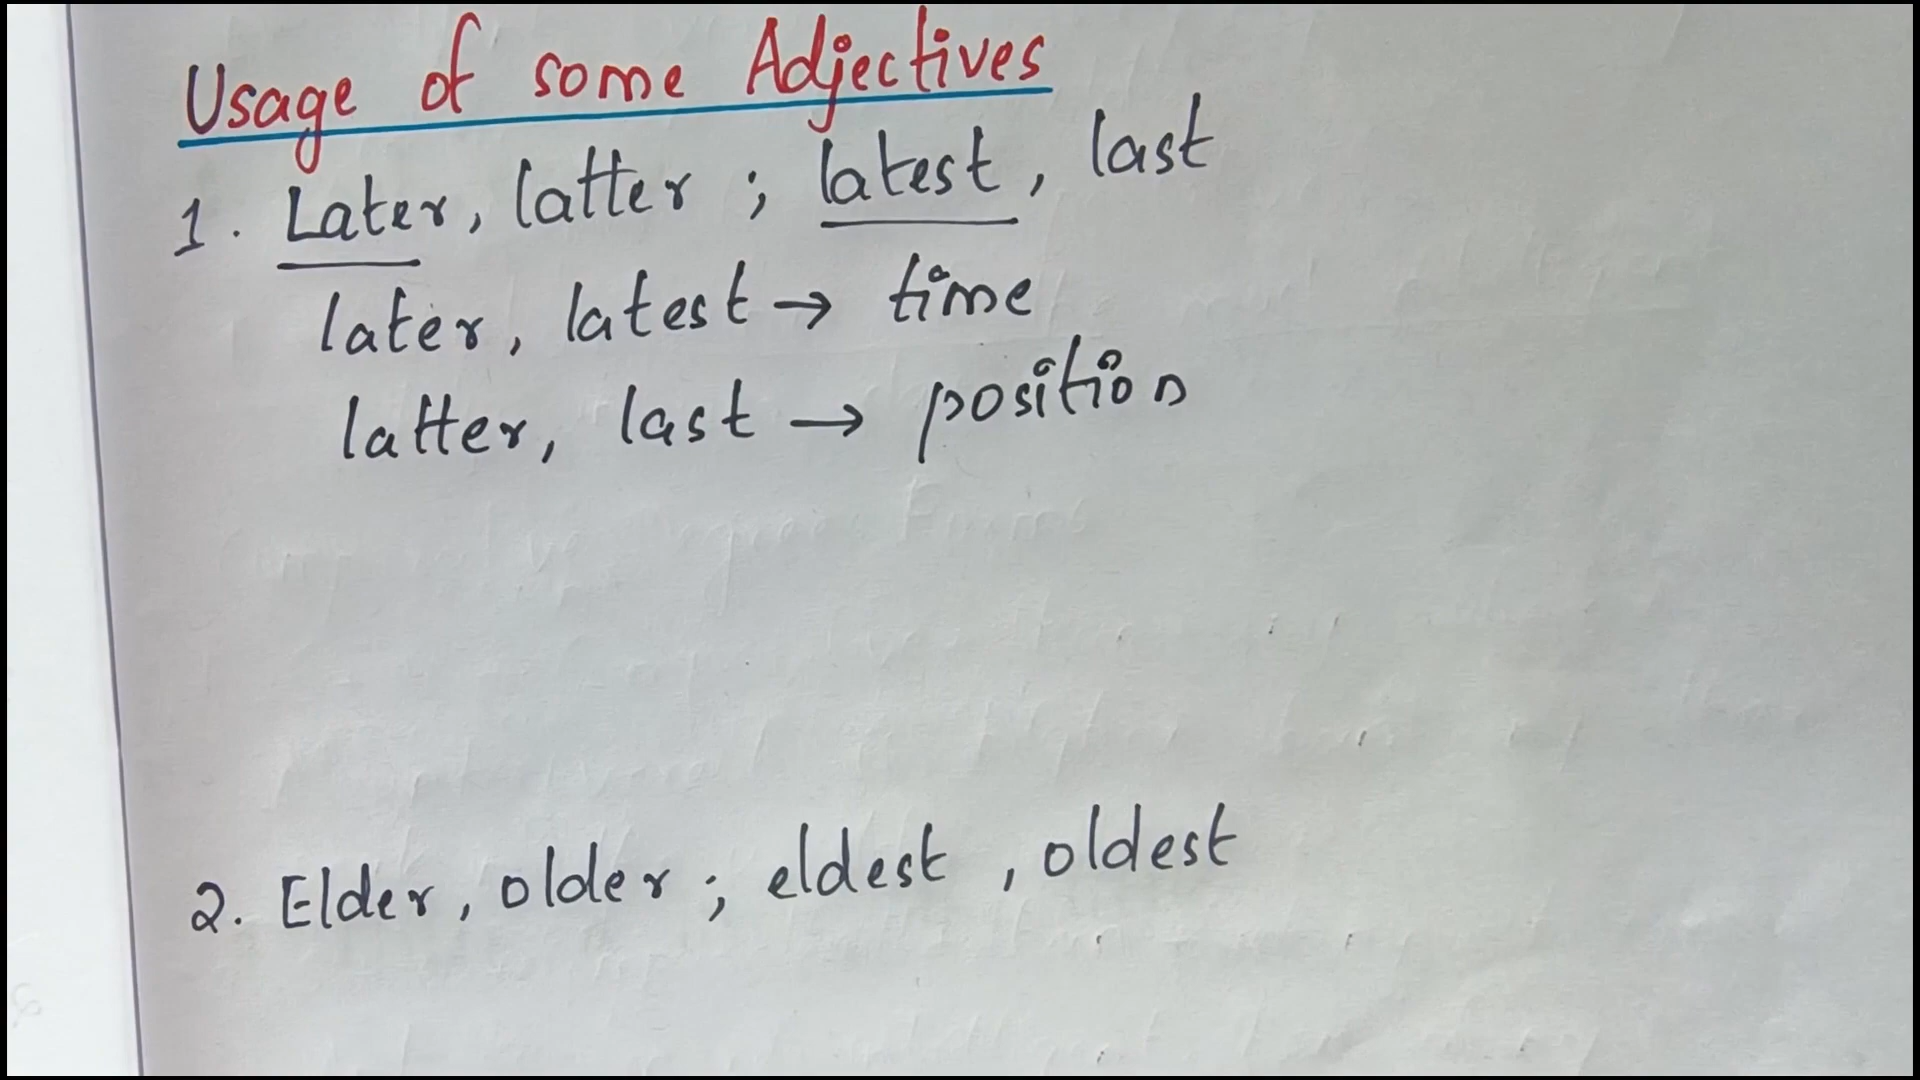 Usage of some Adjectives
1. Later, latter ; latest, last
later, latest → time
latter, last → position
2. Elder, older ; eldest , oldest